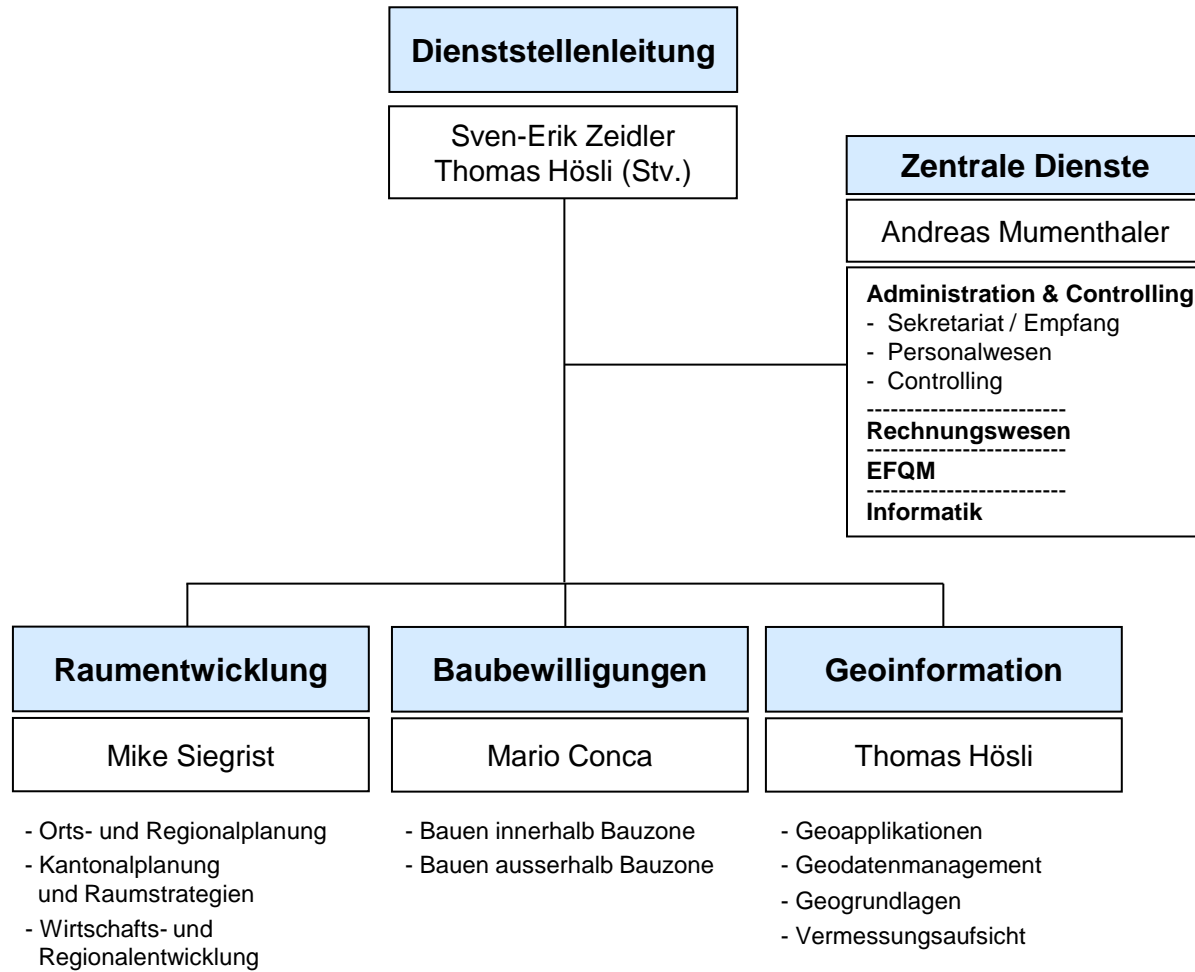 Dienststellenleitung
Sven-Erik Zeidler
Thomas Hösli (Stv.)
Zentrale Dienste
Andreas Mumenthaler
Administration & Controlling
- Sekretariat / Empfang
- Personalwesen
- Controlling
-------------------------
Rechnungswesen
-------------------------
EFQM
-------------------------
Informatik
Raumentwicklung
Mike Siegrist
- Orts- und Regionalplanung
- Kantonalplanung
und Raumstrategien
- Wirtschafts- und
Regionalentwicklung
Baubewilligungen
Mario Conca
- Bauen innerhalb Bauzone
- Bauen ausserhalb Bauzone
Geoinformation
Thomas Hösli
- Geoapplikationen
- Geodatenmanagement
- Geogrundlagen
- Vermessungsaufsicht